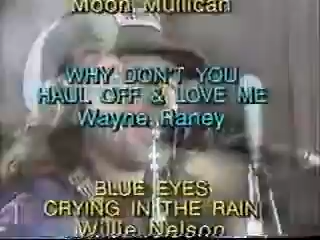 Moon Mullican
WHY DON'T YOU
HAUL OFF & LOVE ME
Wayne Raney
BLUE EYES
CRYING IN THE RAIN
Willie Nelson